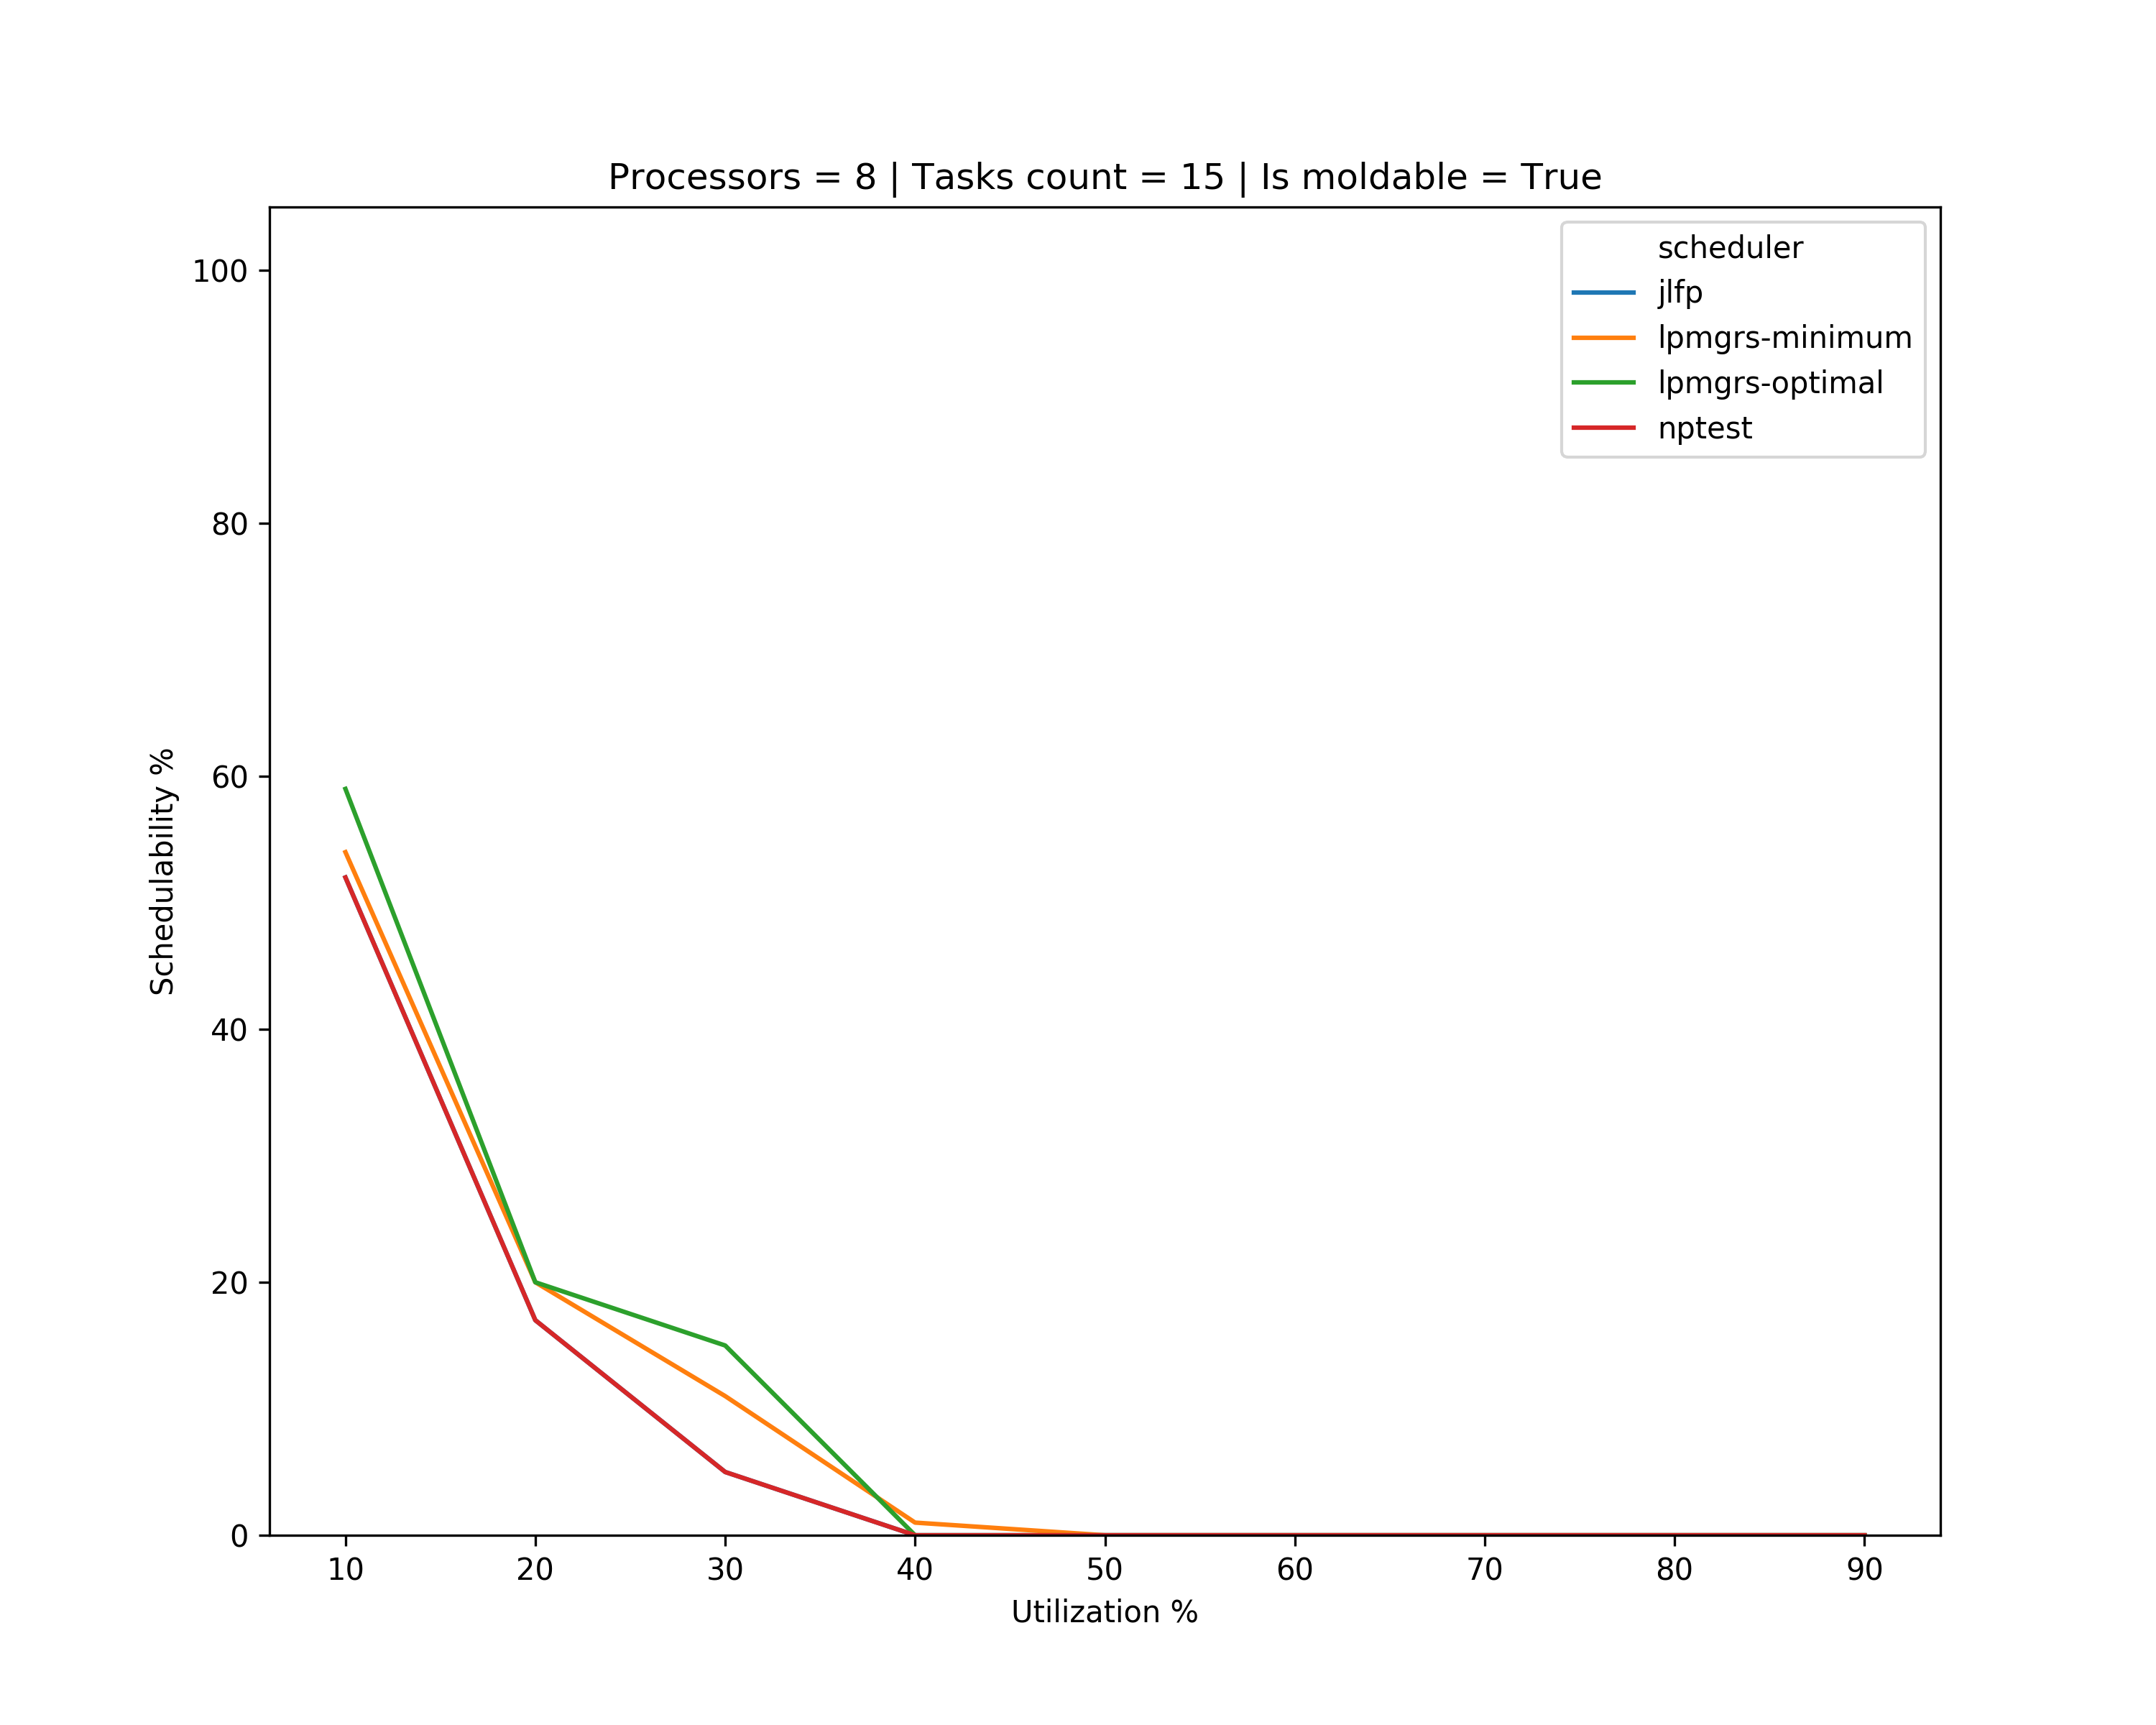 Processors = 8 | Tasks count = 15 | Is moldable = True
scheduler
jlfp
lpmgrs-minimum
lpmgrs-optimal
nptest
Schedulability %
100
80
60
40
20
0
10 20 30 40 50 60 70 80 90
Utilization %